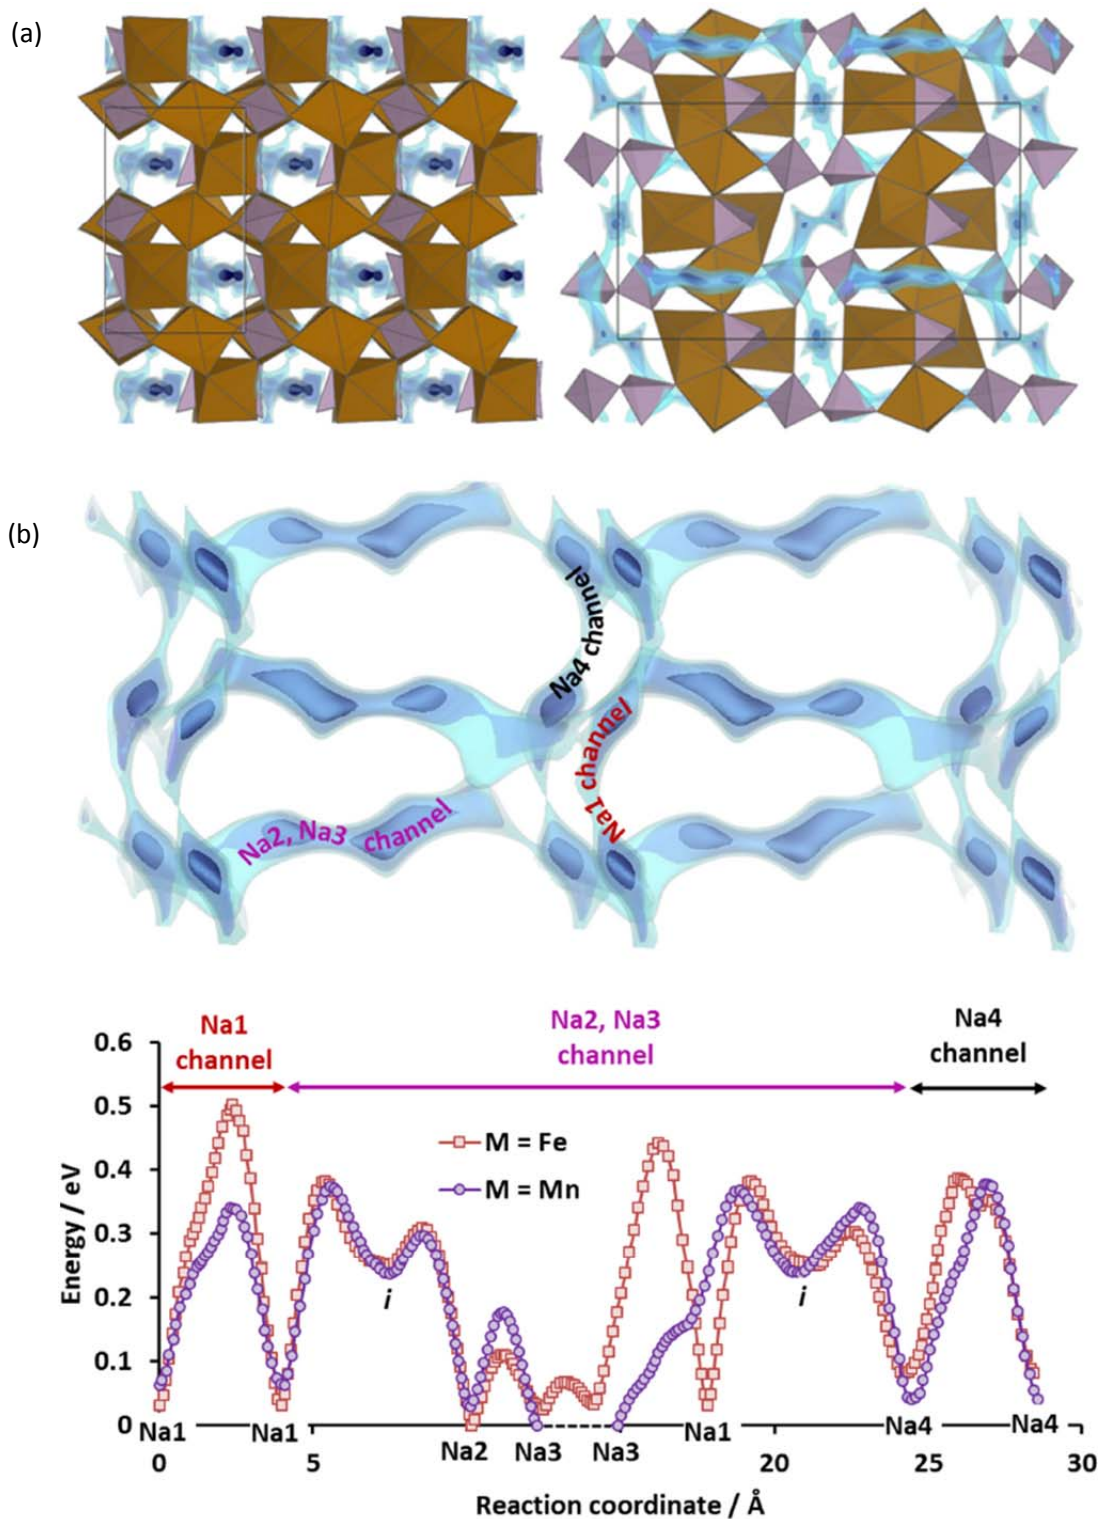 (a)
(b)
Na4 channel
Na1 channel
Na2, Na3 channel
Na1
channel
Na2, Na3
channel
Na4
channel
0.6
0.5
0.4
0.3
0.2
0.1
0
Energy / eV
M = Fe
M = Mn
i
i
Na1
Na1
Na2
Na3
Na3
Na1
Na4
Na4
0
5
20
25
30
Reaction coordinate / Å